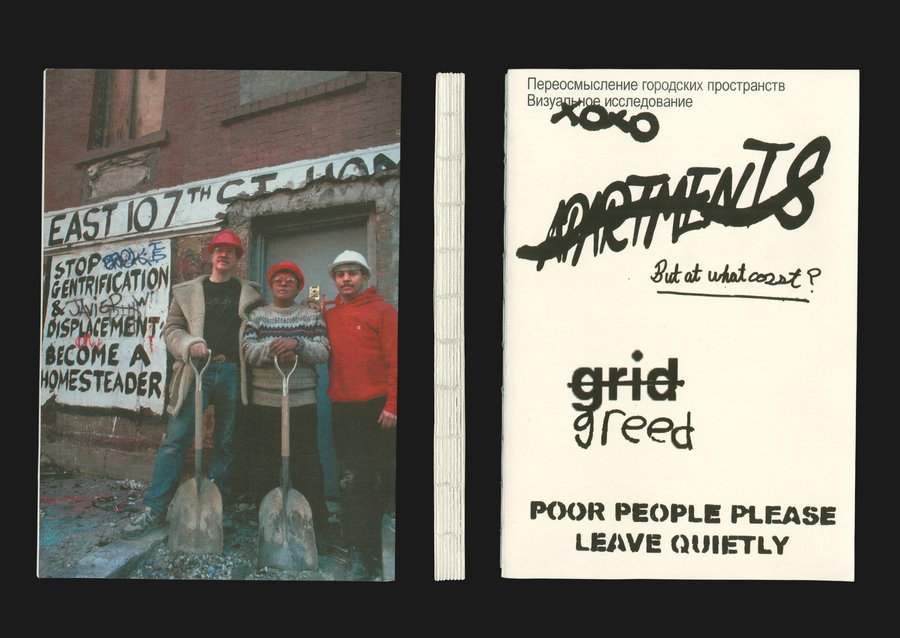 EAST 107TH ST. HOM
STOP
GENTRIFICATION
&
DISPLACEMENT:
BECOME A
HOMESTEADER
Переосмысление городских пространств
Визуальное исследование
XOXO
APARTMENTS
But at what cost?
grid
greed
POOR PEOPLE PLEASE
LEAVE QUIETLY